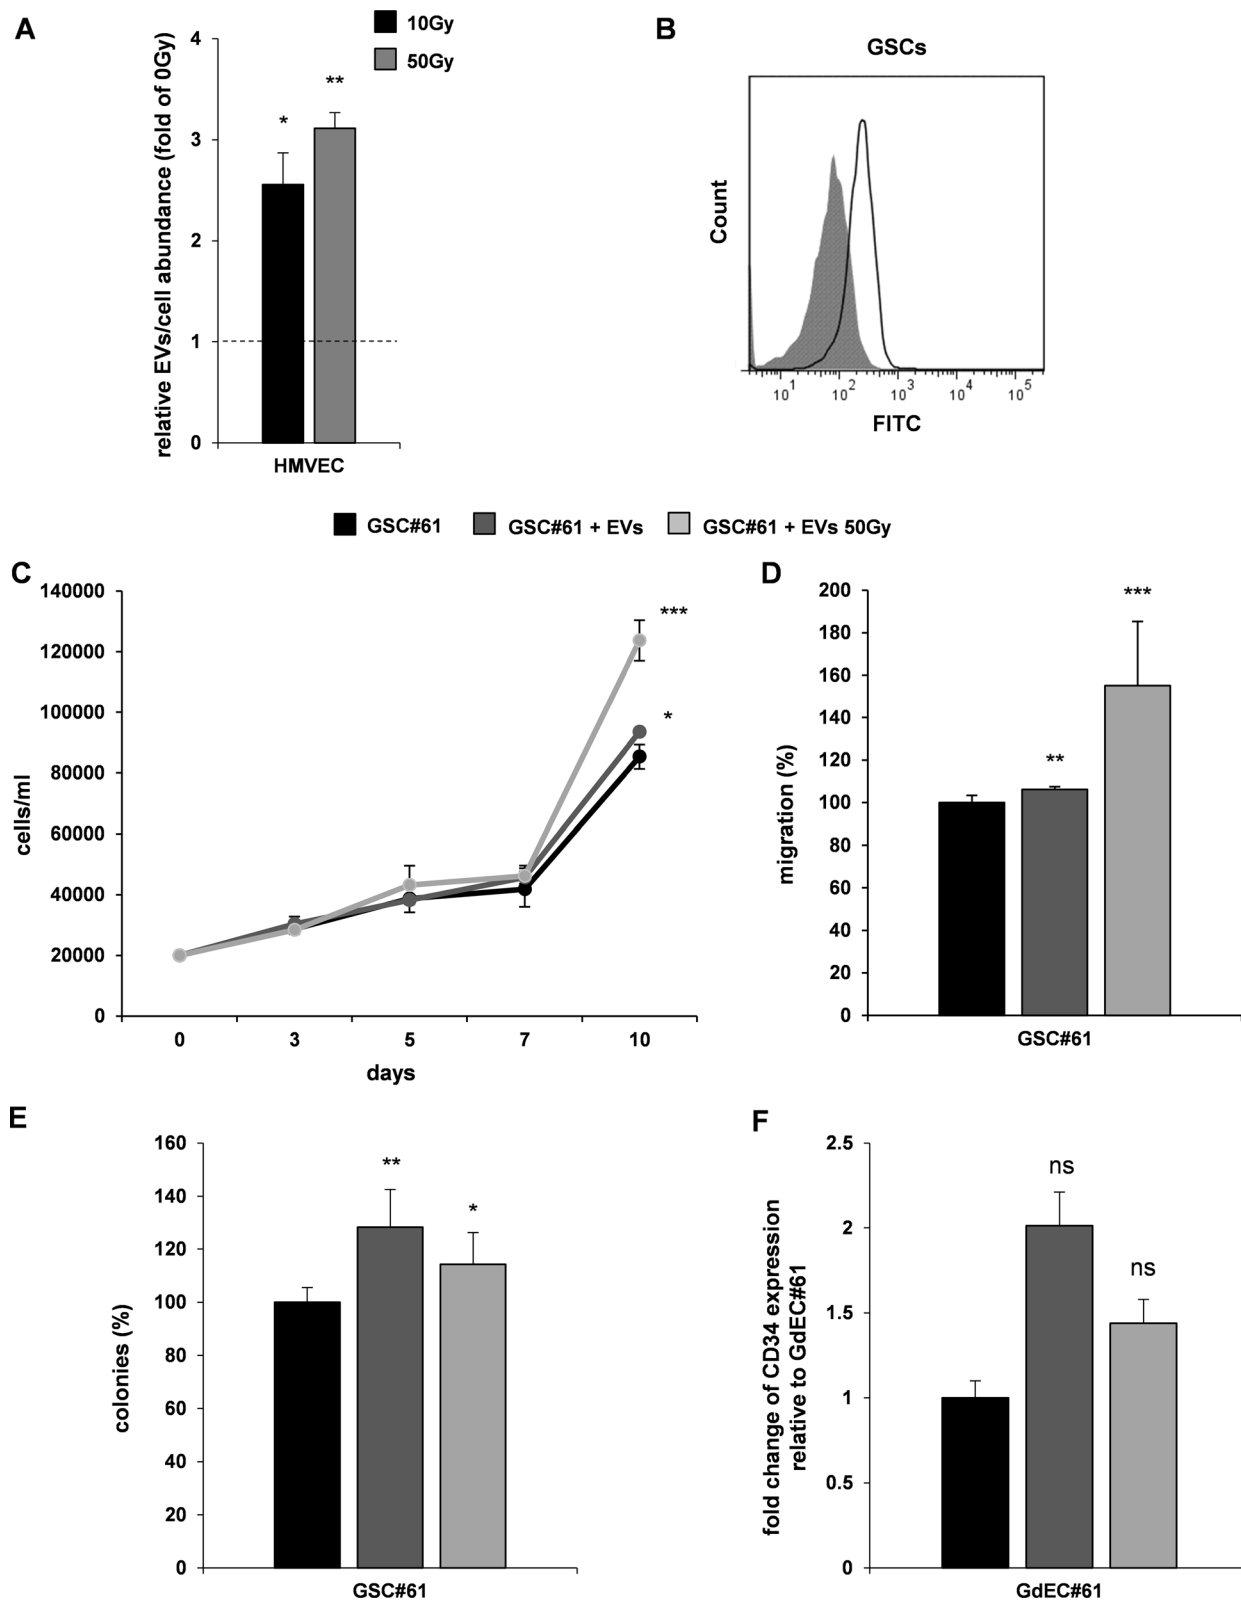 A
10Gy
50Gy
relative EVs/cell abundance (fold of 0Gy)
4
3
2
1
0
*
**
HMVEC
B
GSCs
Count
10¹ 10² 10³ 10⁴ 10⁵
FITC
GSC#61 GSC#61 + EVs GSC#61 + EVs 50Gy
C
cells/ml
140000
120000
100000
80000
60000
40000
20000
0
***
*
0 3 5 7 10
days
D
migration (%)
200
180
160
140
120
100
80
60
40
20
0
**
***
GSC#61
E
colonies (%)
160
140
120
100
80
60
40
20
0
**
*
GSC#61
F
fold change of CD34 expression
relative to GdEC#61
2.5
2
1.5
1
0.5
0
ns
ns
GdEC#61